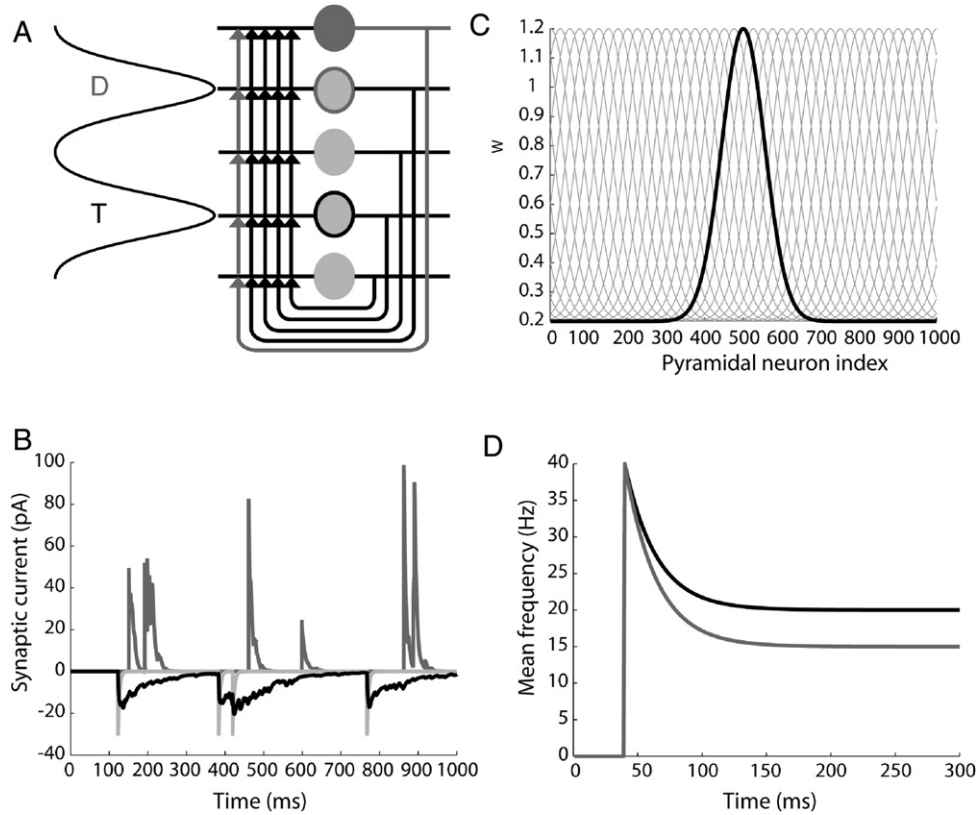 A
D
T
C
1.2
1.1
1
0.9
0.8
0.7
0.6
0.5
0.4
0.3
0.2
w
0 100 200 300 400 500 600 700 800 900 1000
Pyramidal neuron index
B
100
80
60
40
20
0
-20
-40
Synaptic current (pA)
0 100 200 300 400 500 600 700 800 900 1000
Time (ms)
D
40
35
30
25
20
15
10
5
0
Mean frequency (Hz)
0 50 100 150 200 250 300
Time (ms)